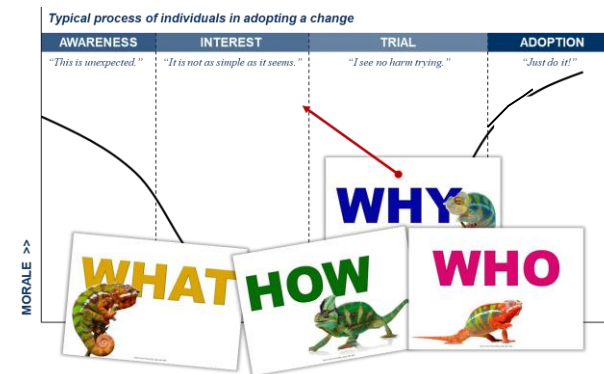 Typical process of individuals in adopting a change
AWARENESS INTEREST TRIAL ADOPTION
“This is unexpected.” “It is not as simple as it seems.” “I see no harm trying.” “Just do it!”
WHY
WHAT HOW WHO
MORALE >>